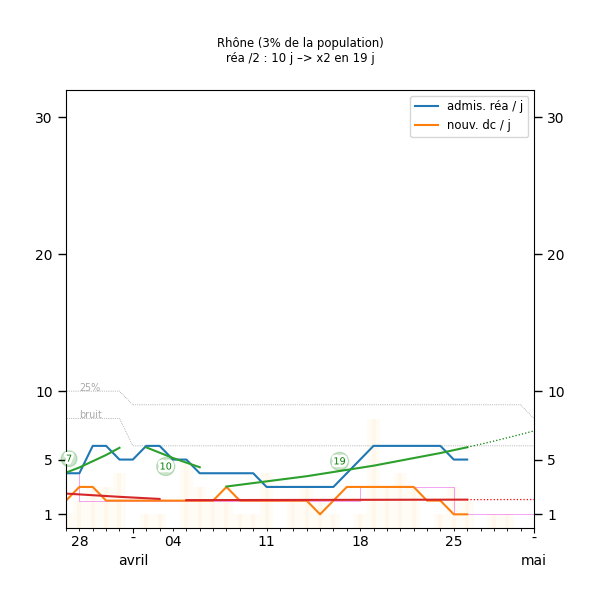 Rhône (3% de la population)
réa /2 : 10 j –> x2 en 19 j
admis. réa / j
nouv. dc / j
30 30
20 20
10 10
25%
bruit
5 5
7
10
19
1 1
28 - 04 11 18 25 -
avril mai